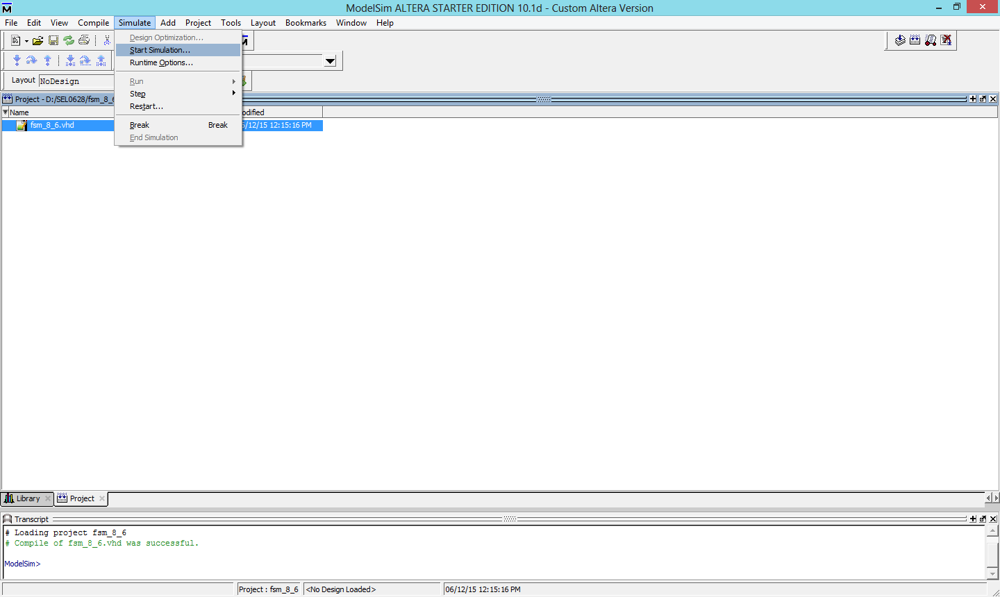 ModelSim ALTERA STARTER EDITION 10.1d - Custom Altera Version
File Edit View Compile Simulate Add Project Tools Layout Bookmarks Window Help
Design Optimization...
Start Simulation...
Runtime Options...
Run
Step
Restart...
Break Break
End Simulation
Layout NoDesign
Project - D:/SEL0628/fsm_8_6
Name odified
fsm_8_6.vhd /12/15 12:15:16 PM
Library Project
Transcript
# Loading project fsm_8_6
# Compile of fsm_8_6.vhd was successful.
ModelSim>
Project : fsm_8_6 <No Design Loaded> 06/12/15 12:15:16 PM